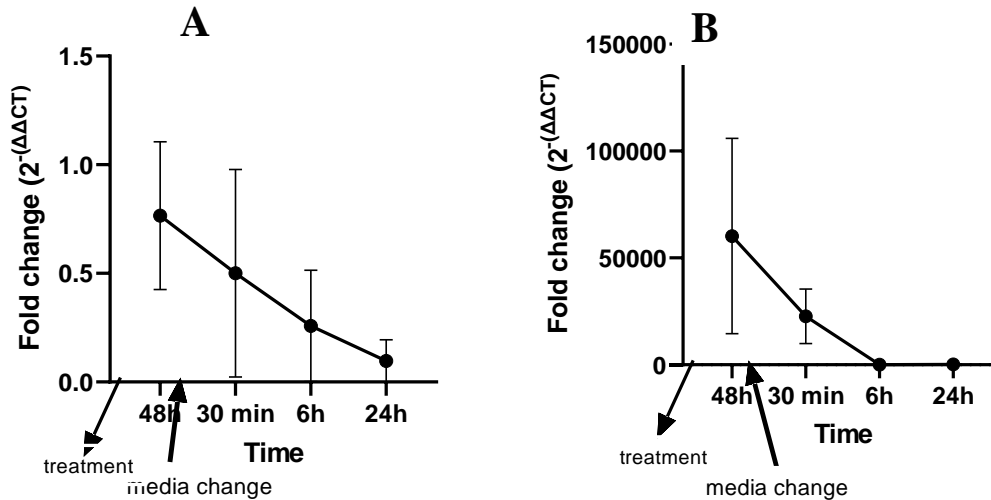 A
Fold change (2^-(ΔΔCT)
1.5
1.0
0.5
0.0
48h 30 min 6h 24h
Time
treatment
media change
B
Fold change (2^-(ΔΔCT)
150000
100000
50000
0
48h 30 min 6h 24h
Time
treatment
media change